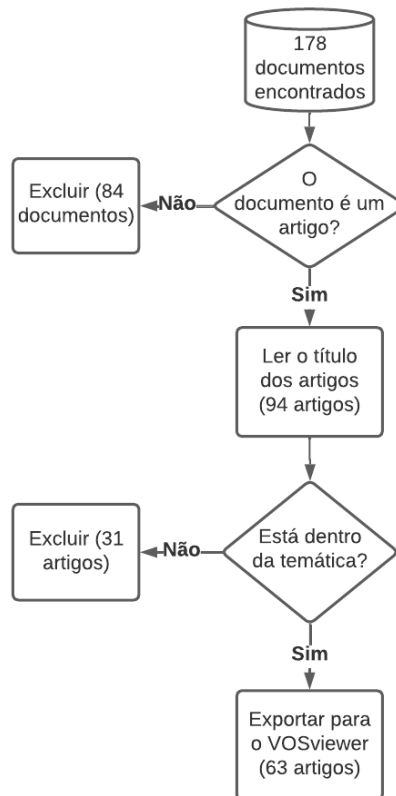 178
documentos
encontrados
O
documento é um
artigo?
Não
Excluir (84
documentos)
Sim
Ler o título
dos artigos
(94 artigos)
Está dentro
da temática?
Não
Excluir (31
artigos)
Sim
Exportar para
o VOSviewer
(63 artigos)